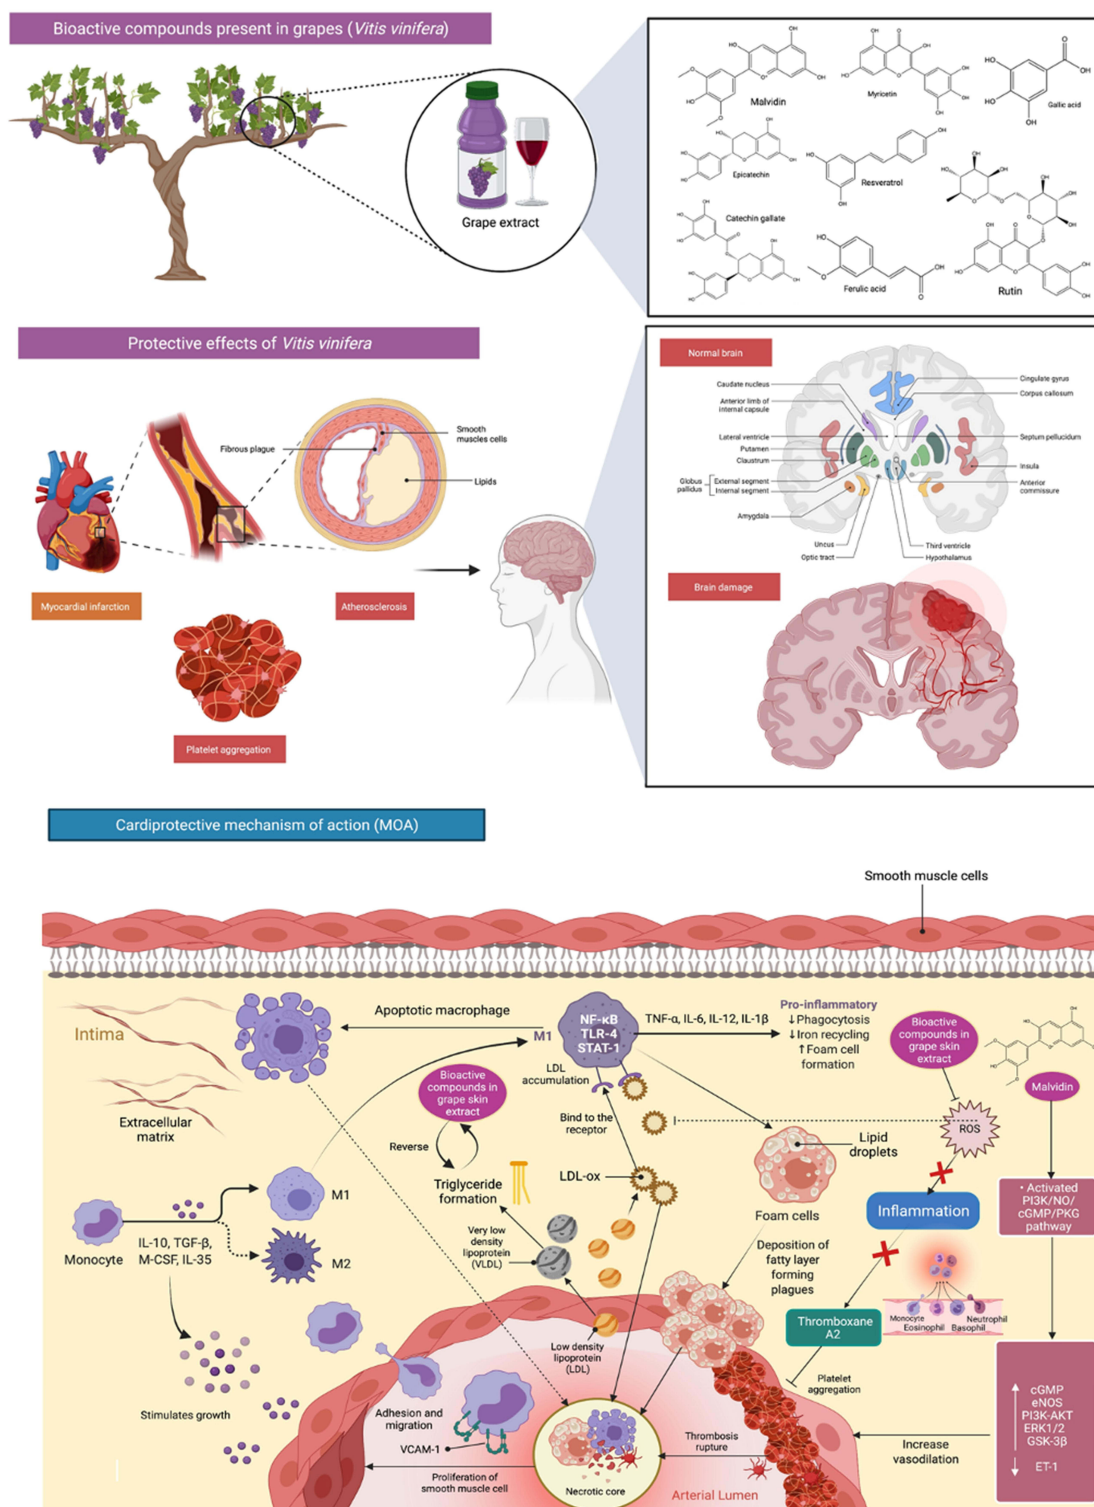 Bioactive compounds present in grapes (Vitis vinifera)
Grape extract
Malvidin
Myricetin
Gallic acid
Epicatechin
Resveratrol
Catechin gallate
Ferulic acid
Rutin
Protective effects of Vitis vinifera
Fibrous plague
Smooth
muscles cells
Lipids
Myocardial infarction
Atherosclerosis
Platelet aggregation
Normal brain
Caudate nucleus
Anterior limb of
internal capsule
Lateral ventricle
Putamen
Claustrum
Globus
pallidus
External segment
Internal segment
Amygdala
Uncus
Optic tract
Cingulate gyrus
Corpus callosum
Septum pellucidum
Insula
Anterior
commissure
Third ventricle
Hypothalamus
Brain damage
Cardiprotective mechanism of action (MOA)
Smooth muscle cells
Intima
Extracellular
matrix
Apoptotic macrophage
M1
NF-κB
TLR-4
STAT-1
TNF-α, IL-6, IL-12, IL-1β
Pro-inflammatory
↓Phagocytosis
↓Iron recycling
↑Foam cell
formation
Bioactive
compounds in
grape skin
extract
Malvidin
LDL
accumulation
Bioactive
compounds in
grape skin
extract
Bind to the
receptor
Reverse
Triglyceride
formation
LDL-ox
Lipid
droplets
ROS
Foam cells
Inflammation
• Activated
PI3K/NO/
cGMP/PKG
pathway
Monocyte
IL-10, TGF-β,
M-CSF, IL-35
M1
M2
Very low
density
lipoprotein
(VLDL)
Deposition of
fatty layer
forming
plagues
Monocyte
Neutrophil
Eosinophil
Basophil
Thromboxane
A2
Low density
lipoprotein
(LDL)
Platelet
aggregation
Stimulates growth
Adhesion and
migration
VCAM-1
Proliferation of
smooth muscle cell
Necrotic core
Thrombosis
rupture
Arterial Lumen
Increase
vasodilation
cGMP
eNOS
PI3K-AKT
ERK1/2
GSK-3β
ET-1